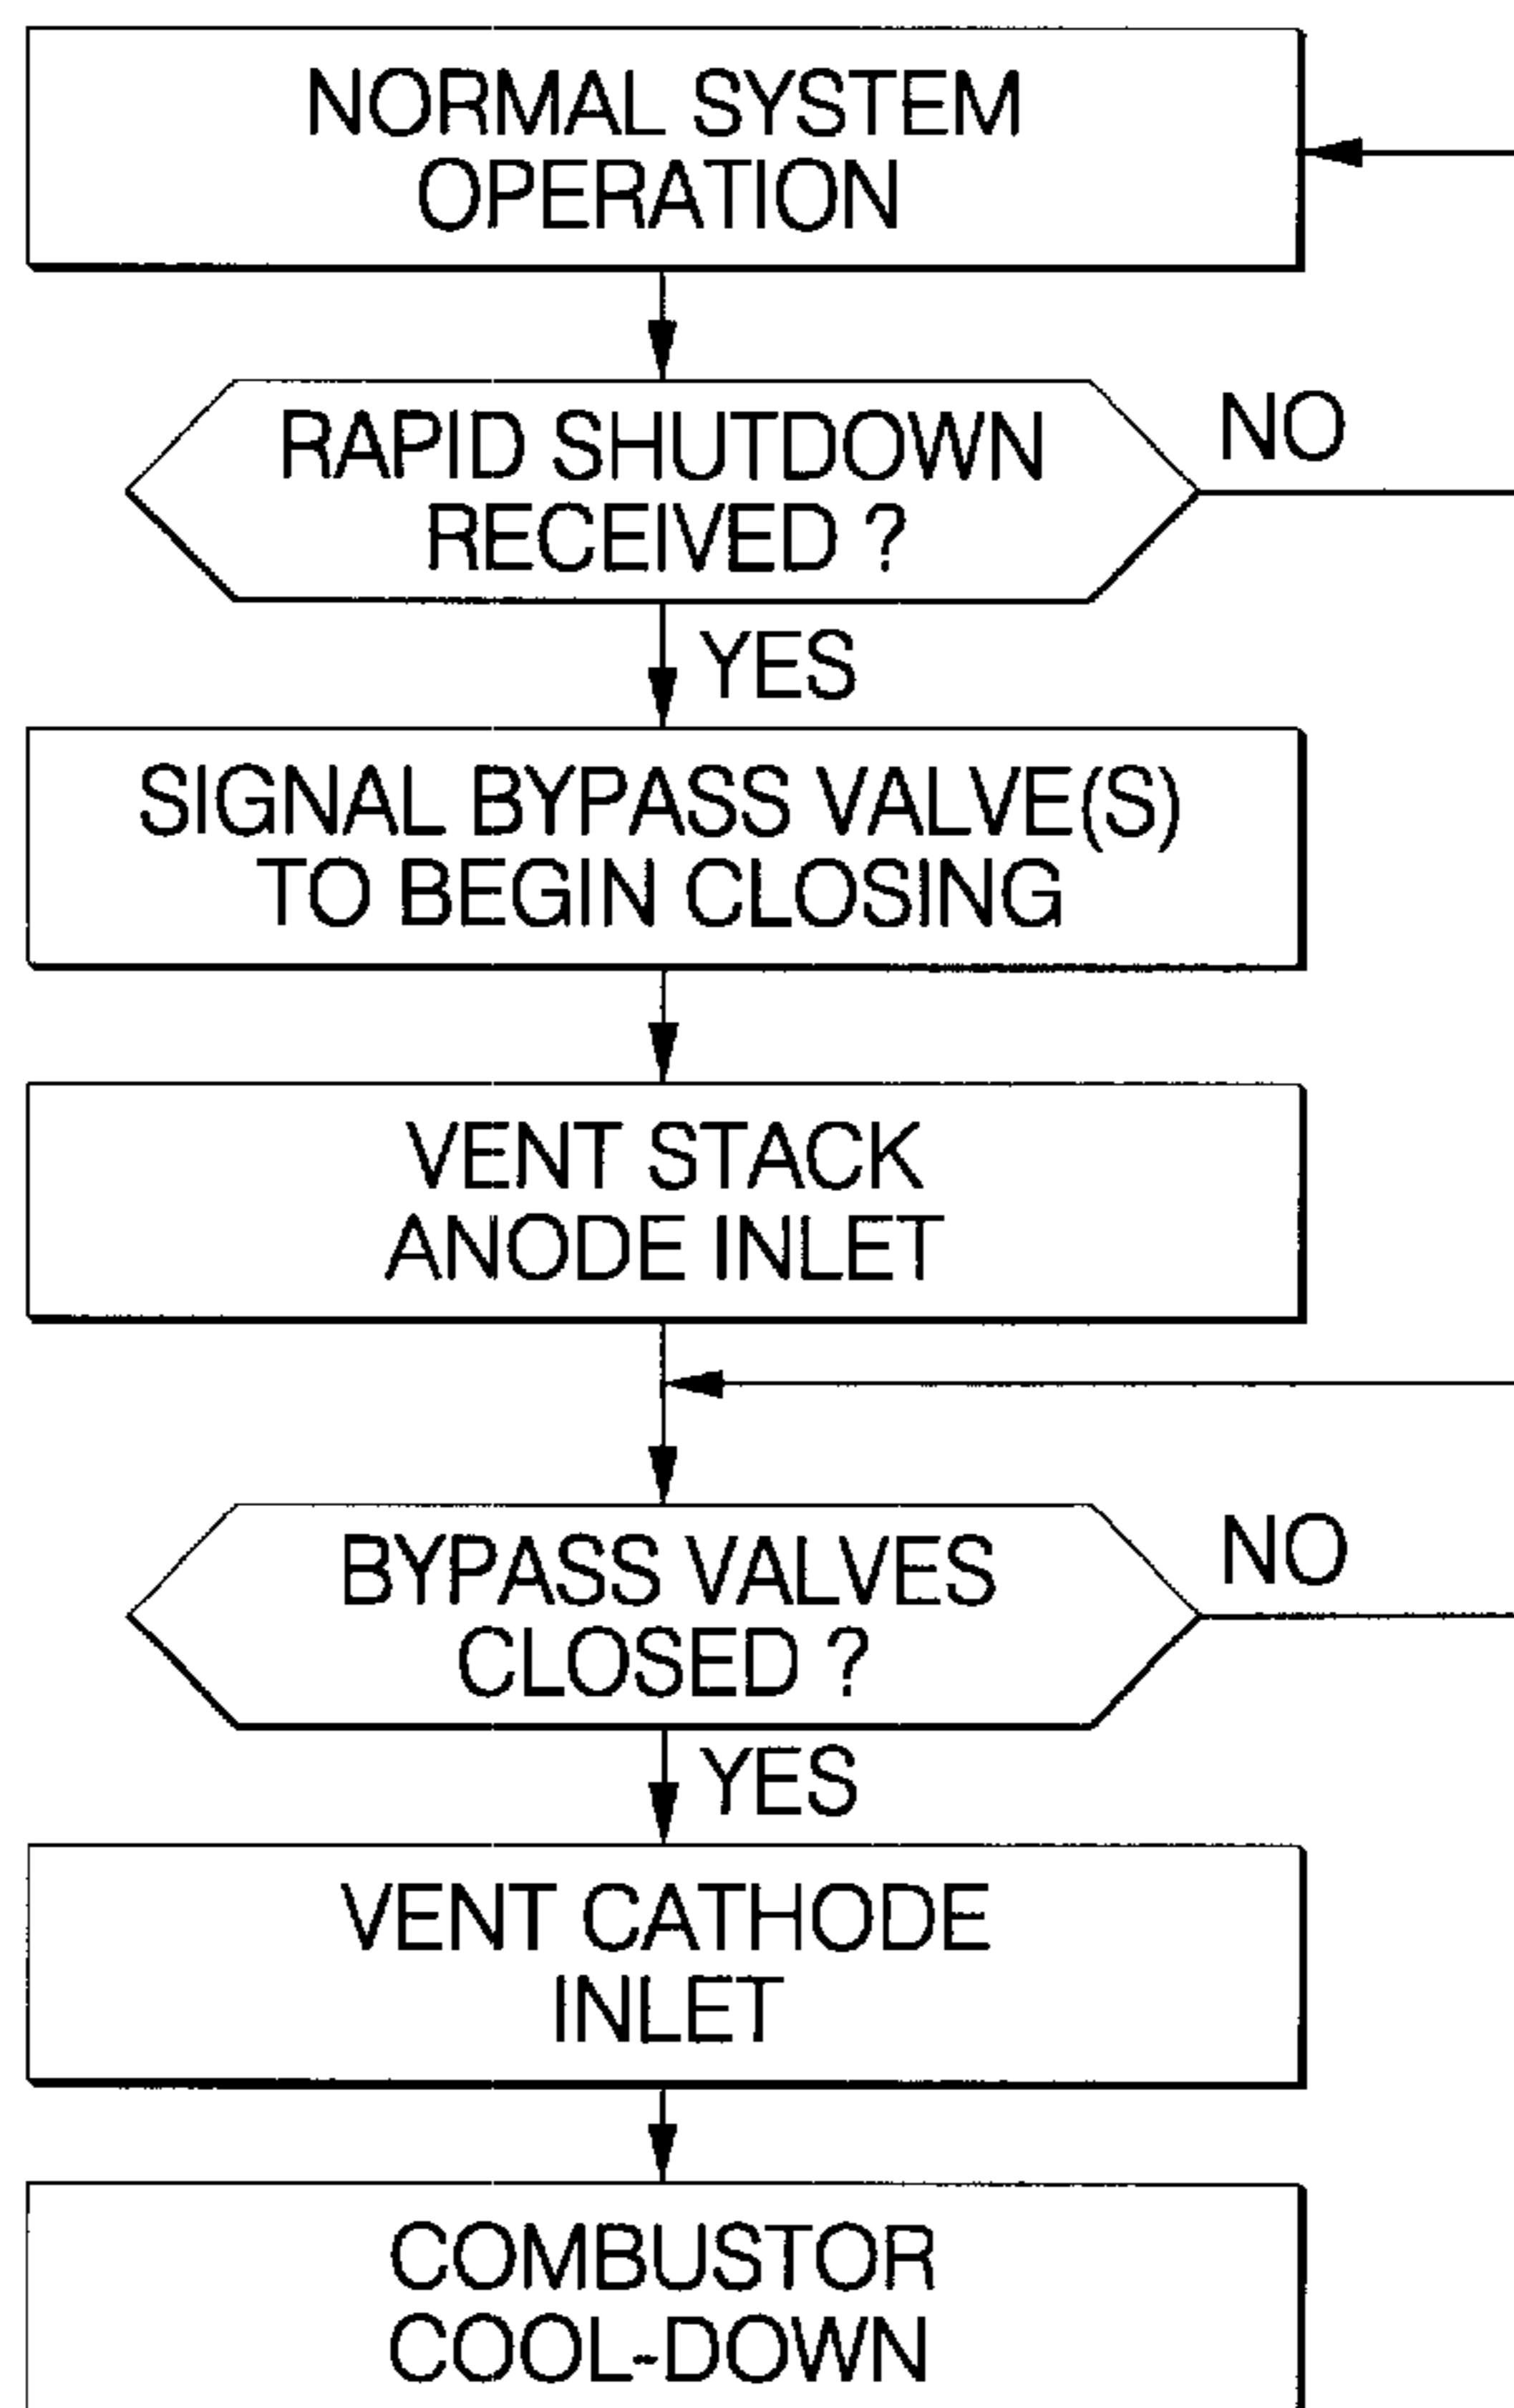 NORMAL SYSTEM
OPERATION
RAPID SHUTDOWN
RECEIVED ?
NO
YES
SIGNAL BYPASS VALVE(S)
TO BEGIN CLOSING
VENT STACK
ANODE INLET
BYPASS VALVES
CLOSED ?
NO
YES
VENT CATHODE
INLET
COMBUSTOR
COOL-DOWN